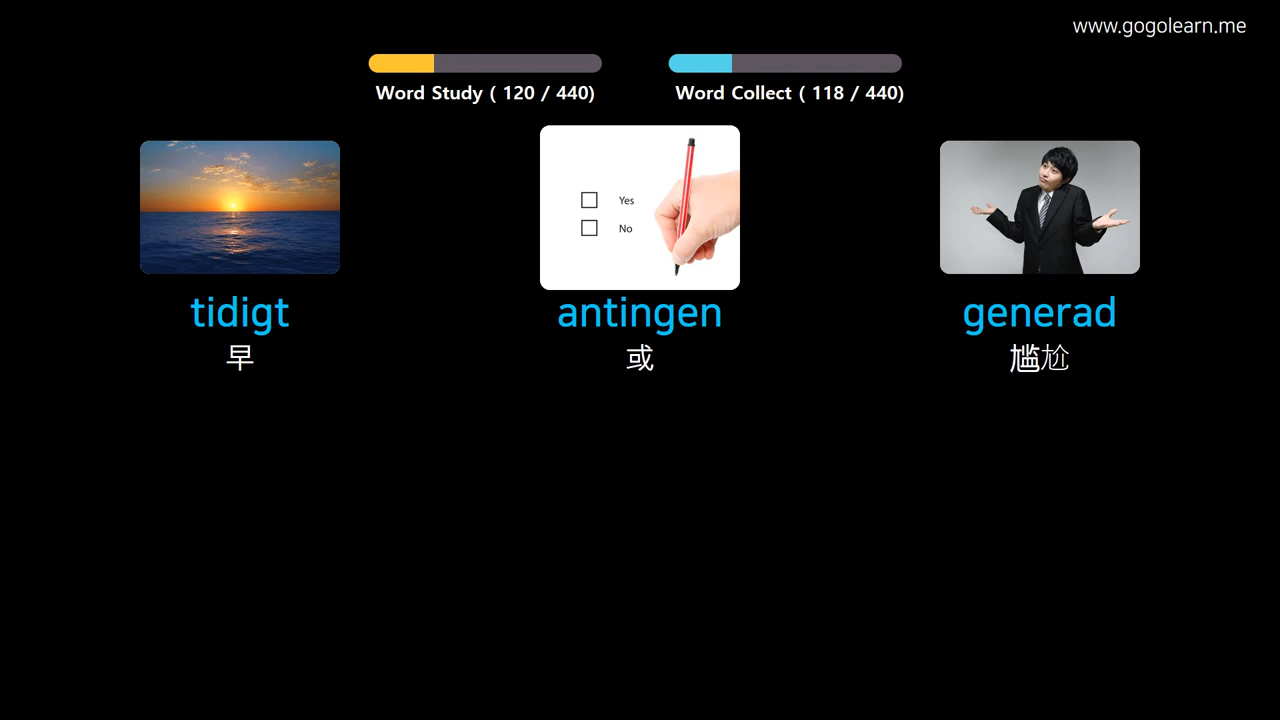 www.gogolearn.me
Word Study ( 120 / 440)
Word Collect ( 118 / 440)
Yes
No
tidigt
antingen
generad
早
或
尴尬